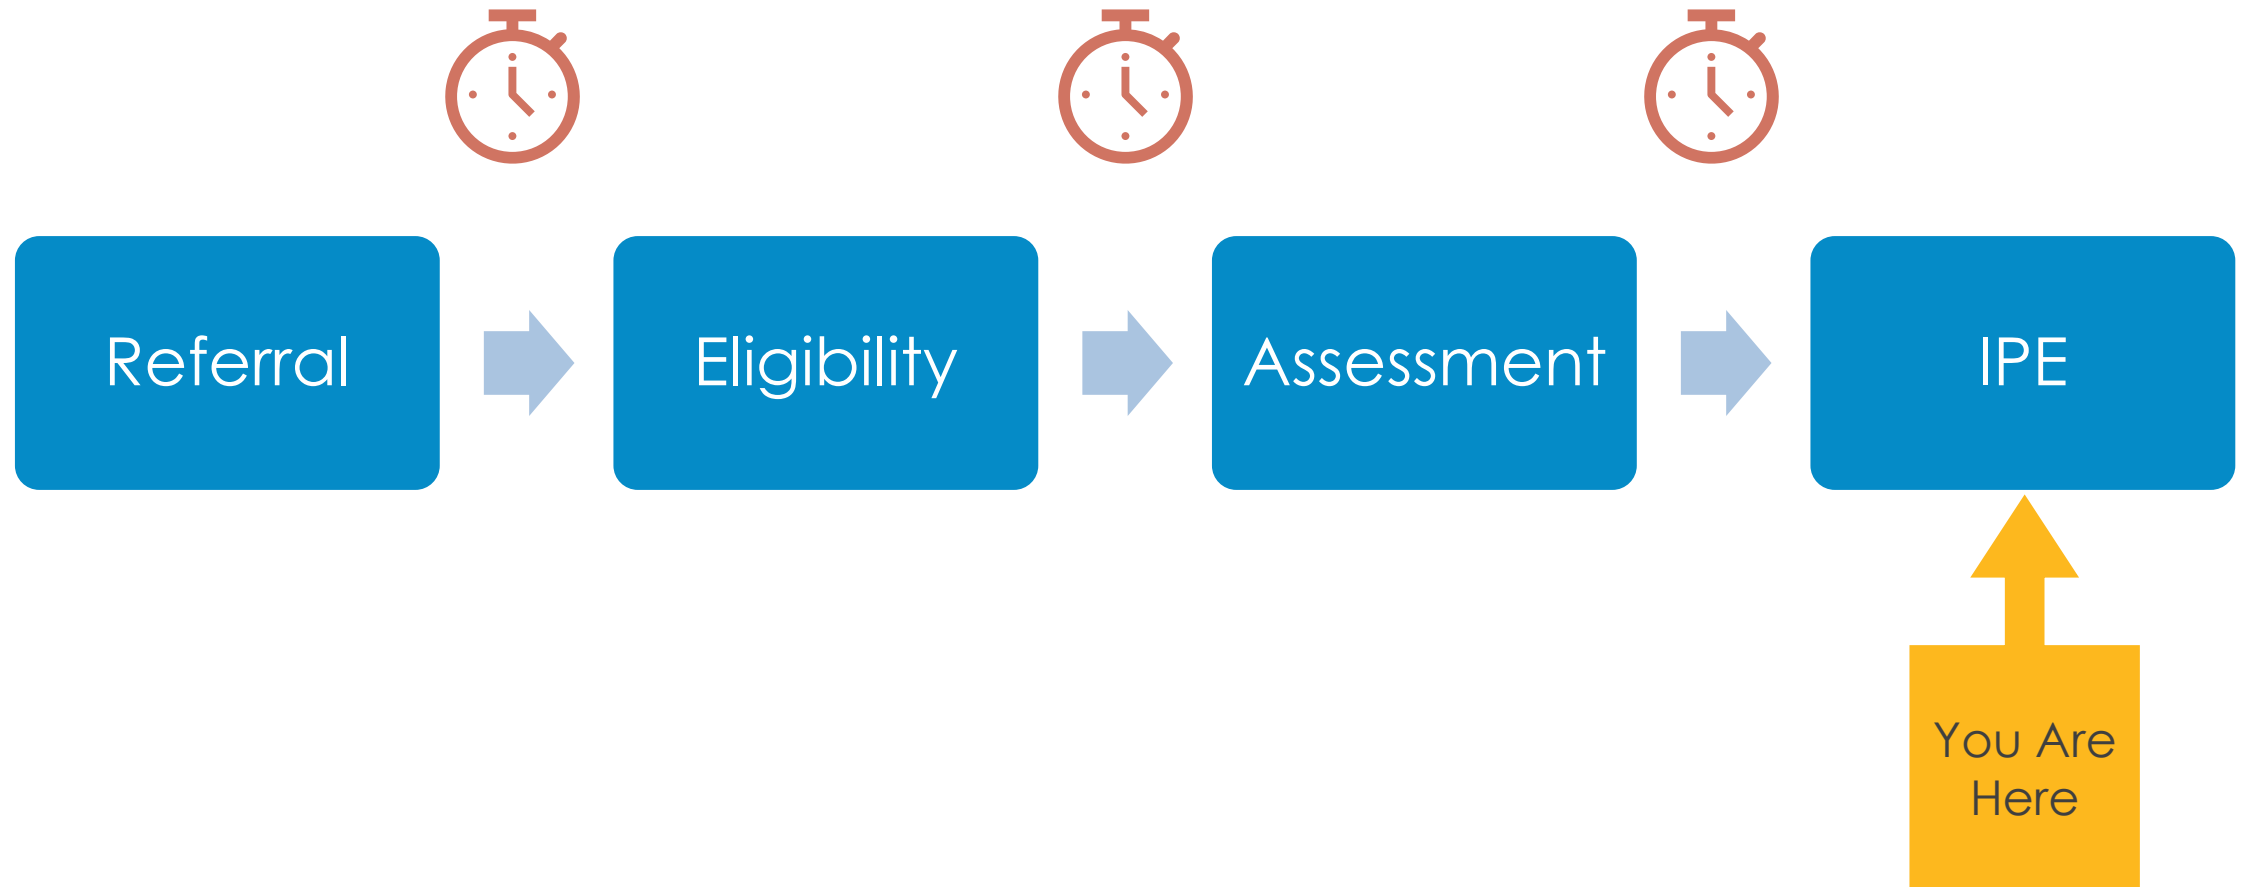 Referral
Eligibility
Assessment
IPE
You Are
Here